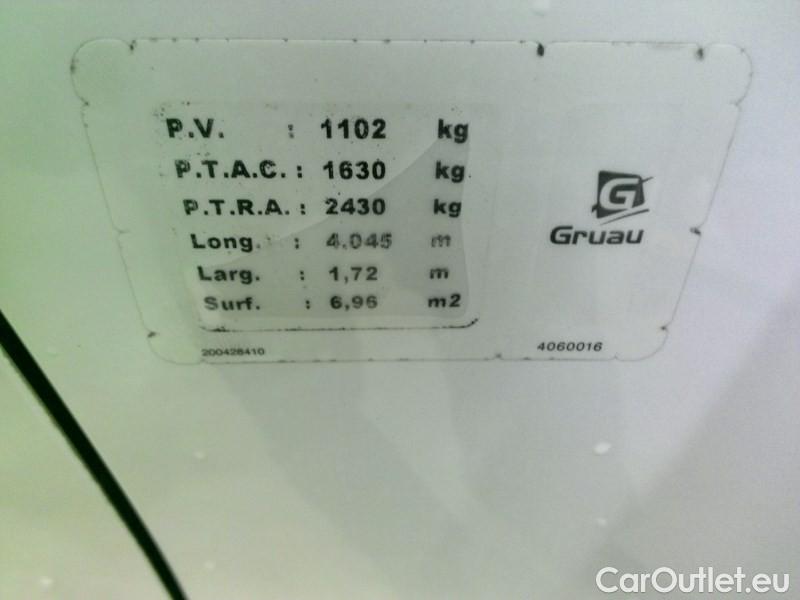 P.V. : 1102 kg
P.T.A.C. : 1630 kg
P.T.R.A. : 2430 kg
Long. : 4.045 m
Larg. : 1,72 m
Surf. : 6,96 m2
G
Gruau
200428410
4060016
CarOutlet.eu